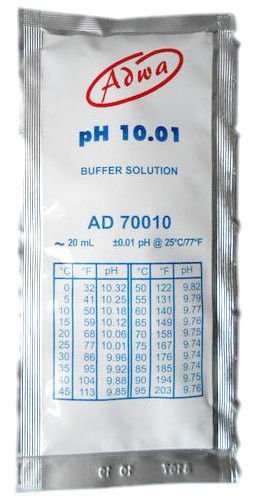 Adwa
pH 10.01
BUFFER SOLUTION
AD 70010
~ 20 mL ±0.01 pH @ 25°C/77°F
°C °F pH °C °F pH
0 32 10.32 50 122 9.82
5 41 10.25 55 131 9.79
10 50 10.18 60 140 9.77
15 59 10.12 65 149 9.76
20 68 10.06 70 158 9.75
25 77 10.01 75 167 9.74
30 86 9.96 80 176 9.74
35 95 9.92 85 185 9.74
40 104 9.88 90 194 9.75
45 113 9.85 95 203 9.76